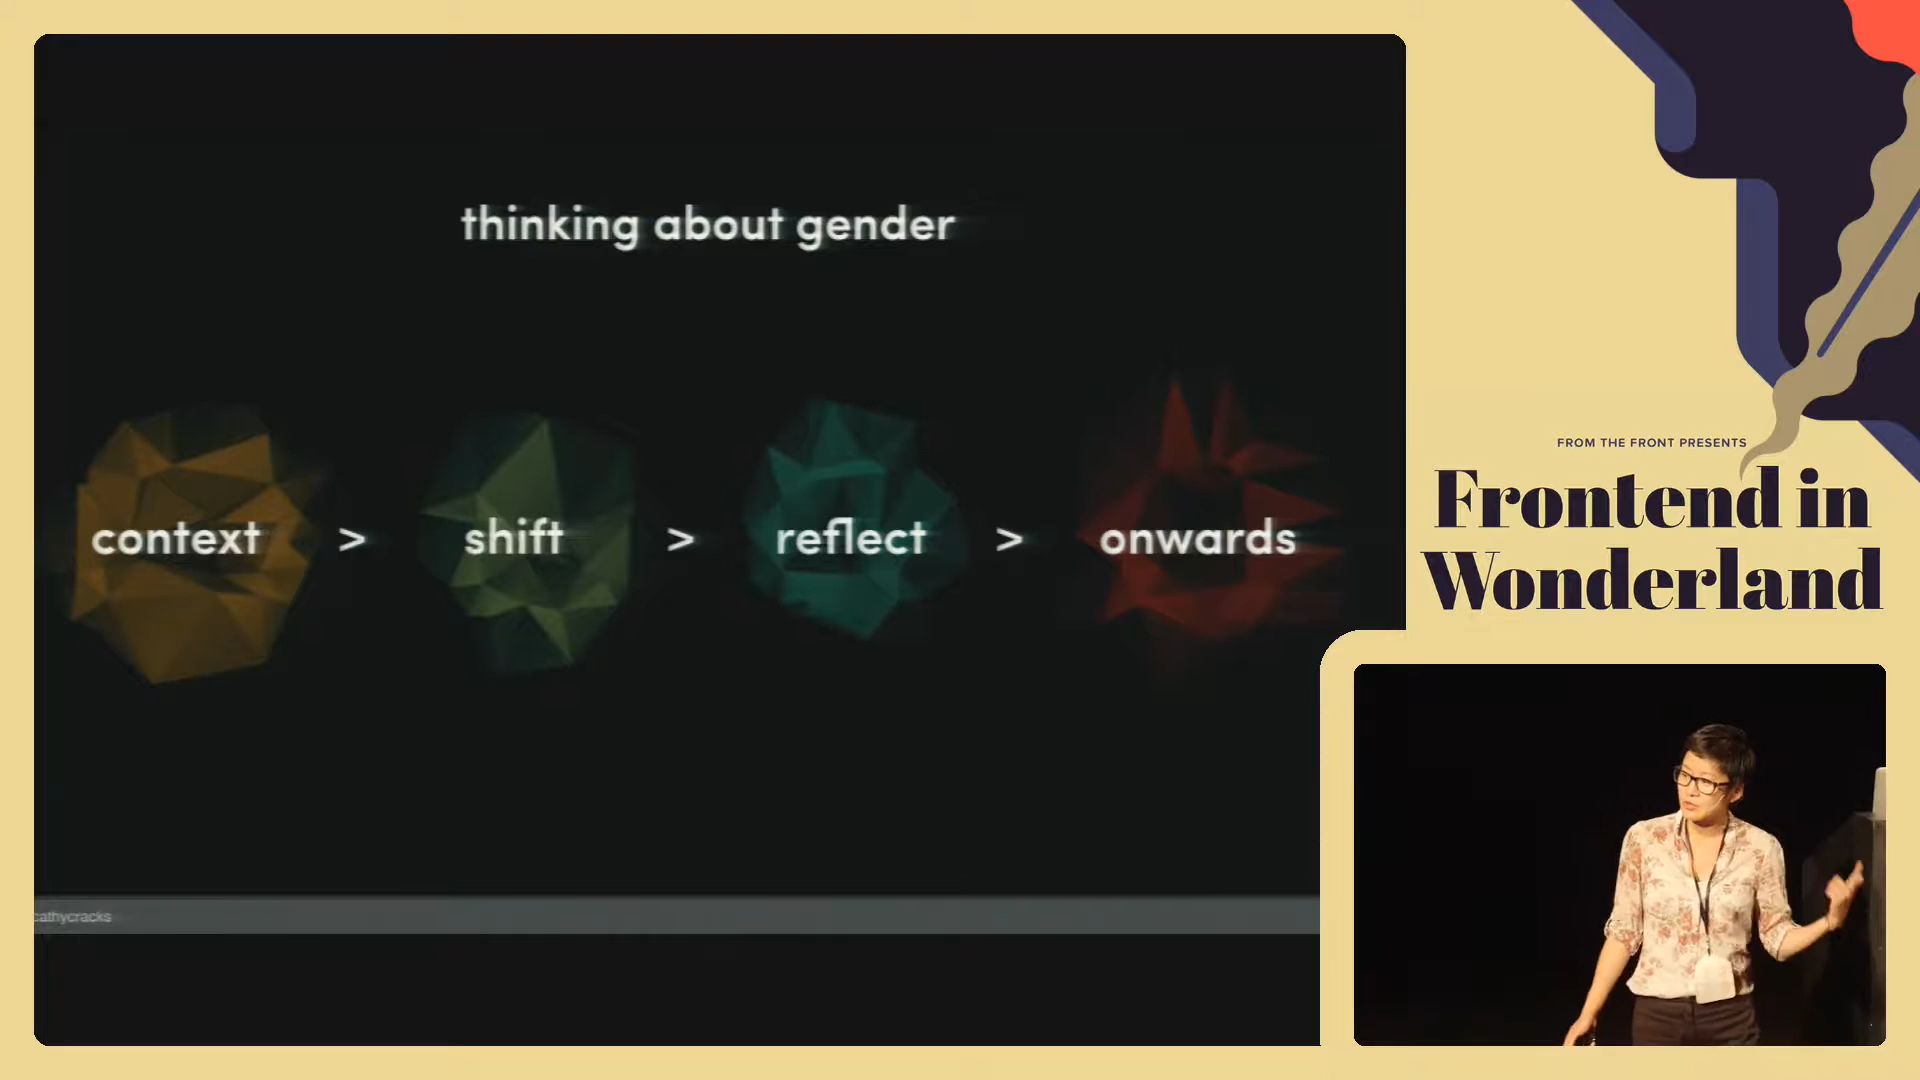 thinking about gender
context > shift > reflect > onwards
cathycracks
FROM THE FRONT PRESENTS
Frontend in
Wonderland